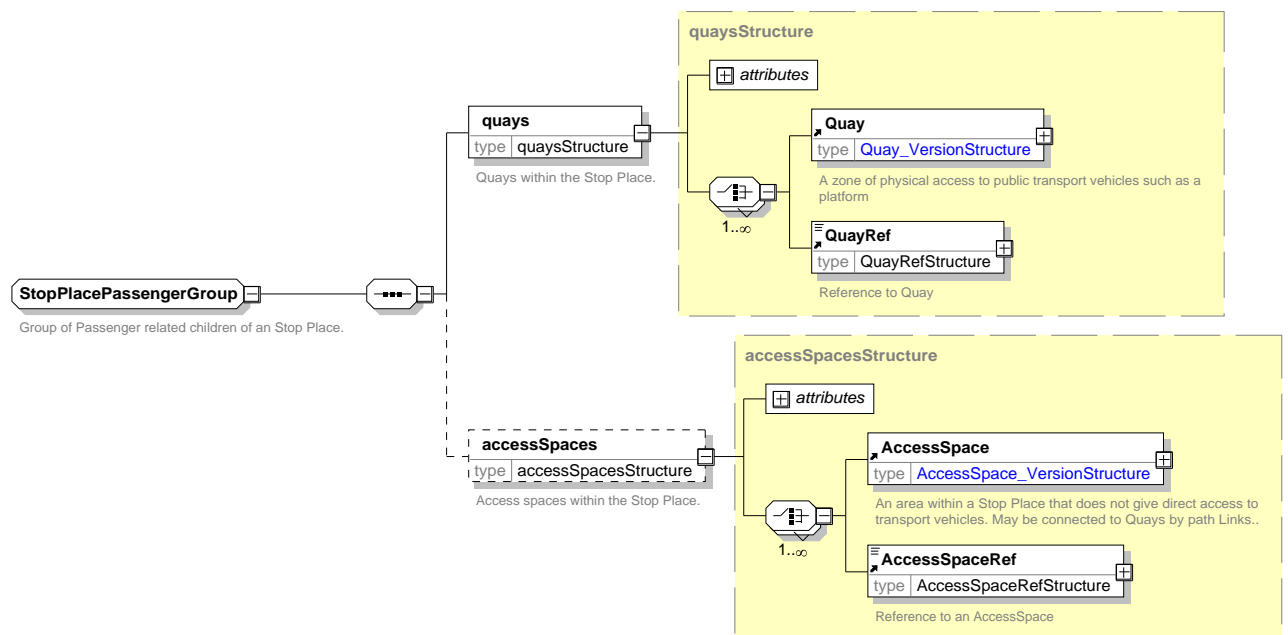 StopPlacePassengerGroup
Group of Passenger related children of an Stop Place.
quays
type quaysStructure
Quays within the Stop Place.
quaysStructure
attributes
1..∞
Quay
type Quay_VersionStructure
A zone of physical access to public transport vehicles such as a
platform
QuayRef
type QuayRefStructure
Reference to Quay
accessSpaces
type accessSpacesStructure
Access spaces within the Stop Place.
accessSpacesStructure
attributes
1..∞
AccessSpace
type AccessSpace_VersionStructure
An area within a Stop Place that does not give direct access to
transport vehicles. May be connected to Quays by path Links..
AccessSpaceRef
type AccessSpaceRefStructure
Reference to an AccessSpace